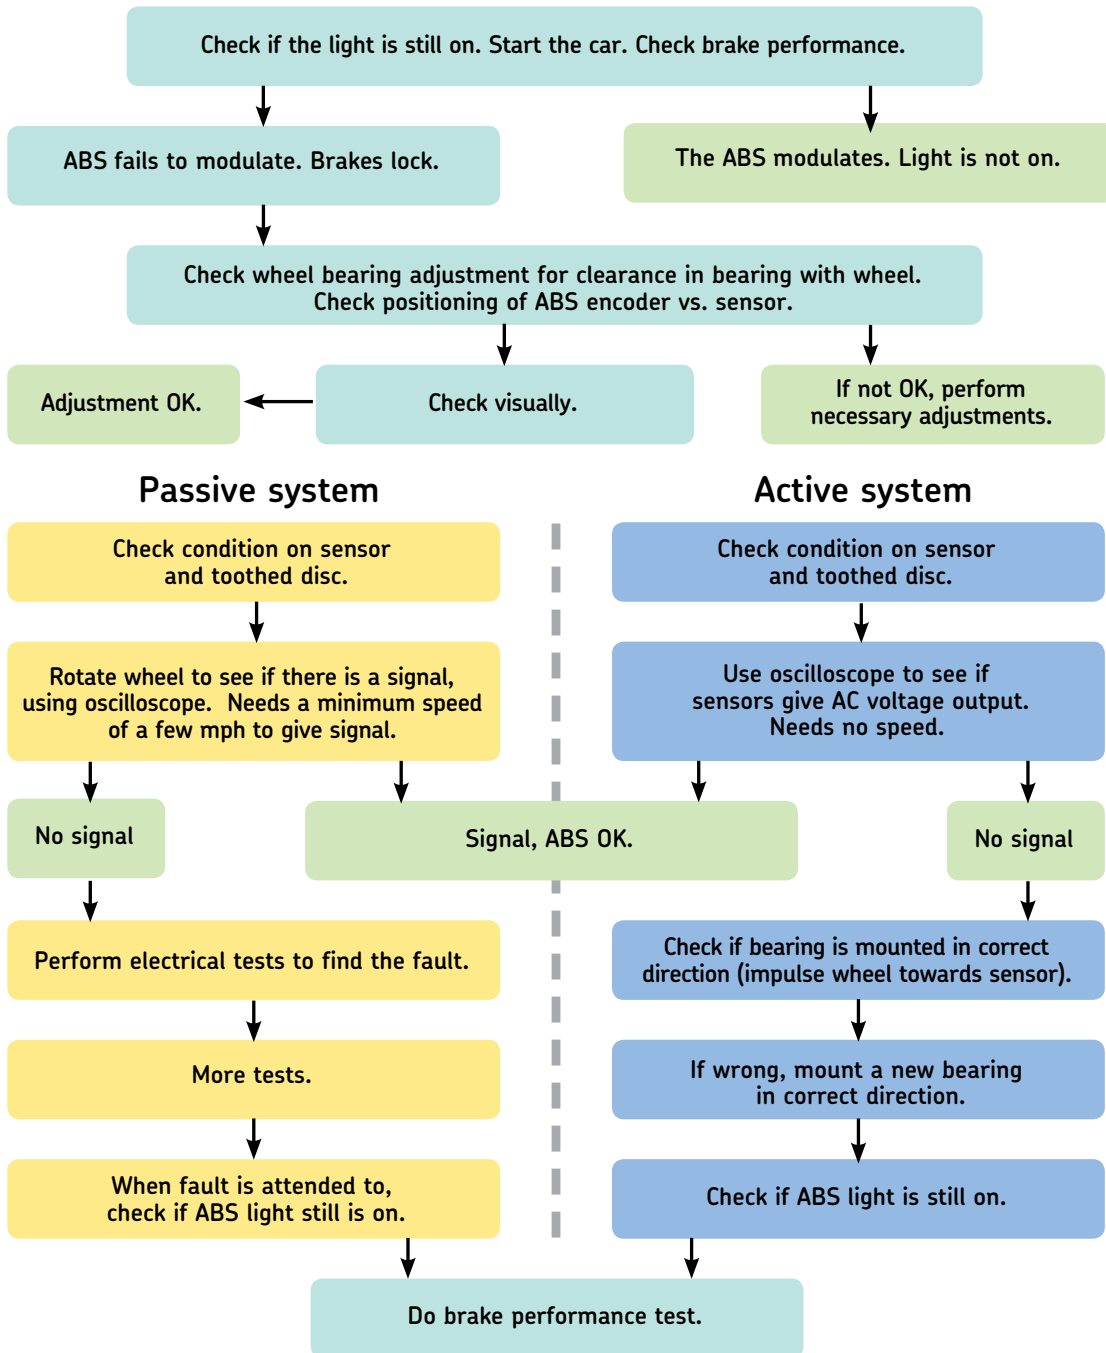 Check if the light is still on. Start the car. Check brake performance.
ABS fails to modulate. Brakes lock.
The ABS modulates. Light is not on.
Check wheel bearing adjustment for clearance in bearing with wheel.
Check positioning of ABS encoder vs. sensor.
Adjustment OK.
Check visually.
If not OK, perform
necessary adjustments.
Passive system
Active system
Check condition on sensor
and toothed disc.
Check condition on sensor
and toothed disc.
Rotate wheel to see if there is a signal,
using oscilloscope. Needs a minimum speed
of a few mph to give signal.
Use oscilloscope to see if
sensors give AC voltage output.
Needs no speed.
No signal
Signal, ABS OK.
No signal
Perform electrical tests to find the fault.
Check if bearing is mounted in correct
direction (impulse wheel towards sensor).
More tests.
If wrong, mount a new bearing
in correct direction.
When fault is attended to,
check if ABS light still is on.
Check if ABS light is still on.
Do brake performance test.